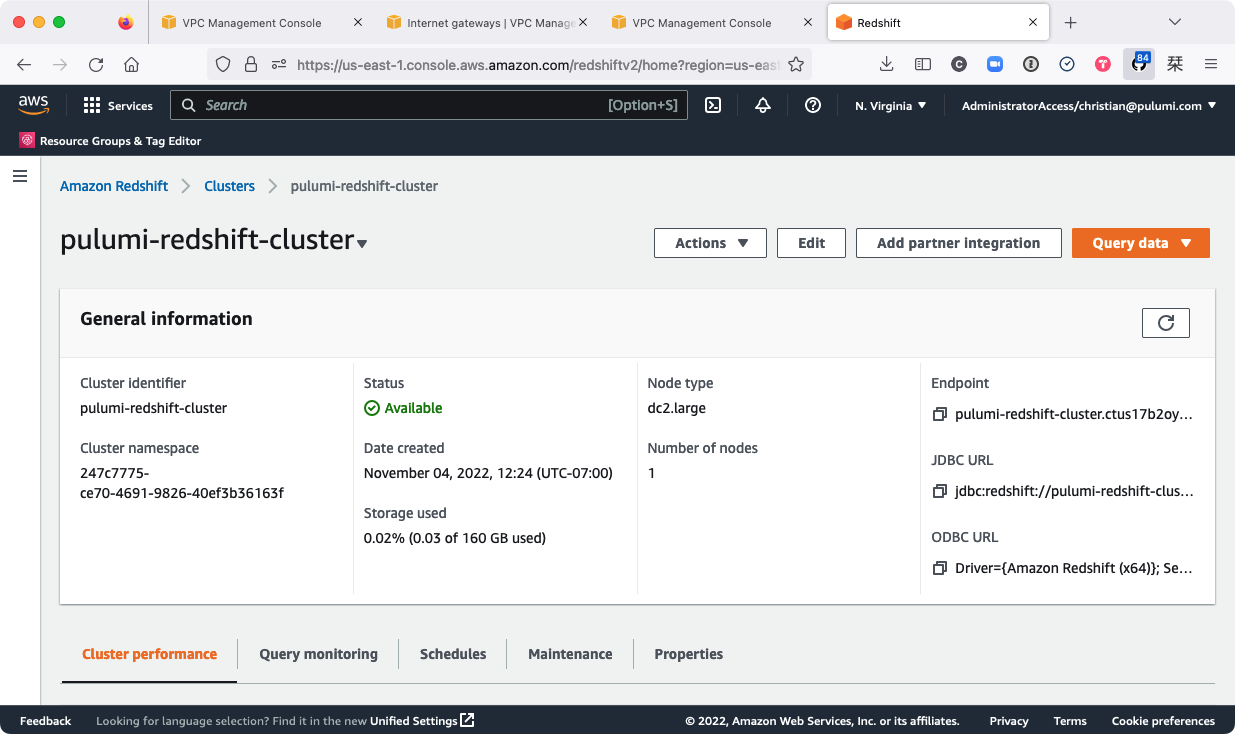 VPC Management Console
Internet gateways | VPC Manage
VPC Management Console
Redshift
https://us-east-1.console.aws.amazon.com/redshiftv2/home?region=us-eas
84
C
aws
Services
Search
[Option+S]
N. Virginia
AdministratorAccess/christian@pulumi.com
Resource Groups & Tag Editor
Amazon Redshift
Clusters
pulumi-redshift-cluster
pulumi-redshift-cluster
Actions
Edit
Add partner integration
Query data
General information
Cluster identifier
pulumi-redshift-cluster
Cluster namespace
247c7775-
ce70-4691-9826-40ef3b36163f
Status
Available
Date created
November 04, 2022, 12:24 (UTC-07:00)
Storage used
0.02% (0.03 of 160 GB used)
Node type
dc2.large
Number of nodes
1
Endpoint
pulumi-redshift-cluster.ctus17b2oy...
JDBC URL
jdbc:redshift://pulumi-redshift-clus...
ODBC URL
Driver={Amazon Redshift (x64)}; Se...
Cluster performance
Query monitoring
Schedules
Maintenance
Properties
Feedback
Looking for language selection? Find it in the new Unified Settings
© 2022, Amazon Web Services, Inc. or its affiliates.
Privacy
Terms
Cookie preferences